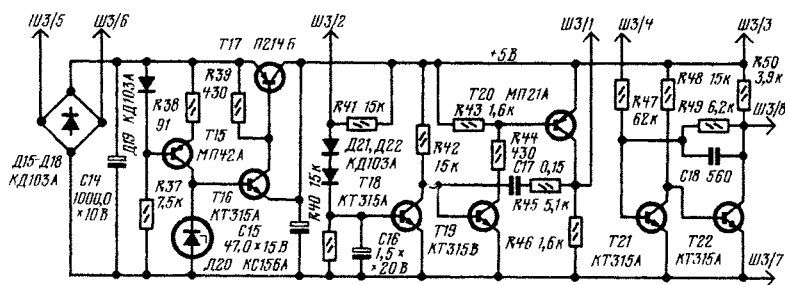 Ш3/5
Ш3/6
Ш3/2
Ш3/1
Ш3/4
Ш3/3
Т17
П214Б
+5В
Д19 КД103А
R38
91
R39
430
Т15
МП42А
R41 15к
Д21, Д22
КД103А
Т18
КТ315А
R42
15к
Т20 МП21А
R43 1,6к
R44
430
С17 0,15
R45 5,1к
R47
62к
R48 15к
R50
3,9к
R49 6,2к
Ш3/8
С18 560
Д15-Д18
КД103А
С14
1000,0
×10В
R37
7,5к
Т16
КТ315А
С15
47,0×15В
Д20
КС156А
R40 15к
С16
1,5×
×20В
Т19
КТ315В
R46 1,6к
Т21
КТ315А
Т22
КТ315А
Ш3/7